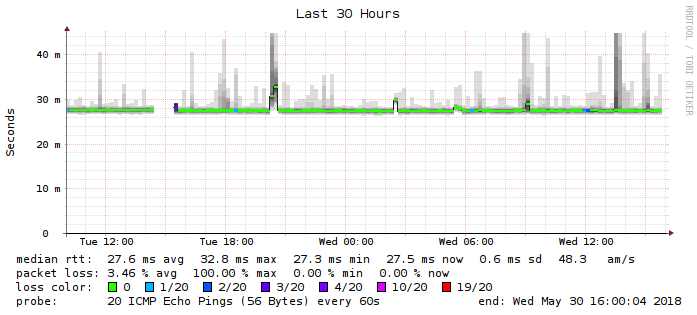 Last 30 Hours
RRDTOOL / TOBI OETIKER
Seconds
40 m
30 m
20 m
10 m
0
Tue 12:00 Tue 18:00 Wed 00:00 Wed 06:00 Wed 12:00
median rtt: 27.6 ms avg 32.8 ms max 27.3 ms min 27.5 ms now 0.6 ms sd 48.3 am/s
packet loss: 3.46 % avg 100.00 % max 0.00 % min 0.00 % now
loss color: 0 1/20 2/20 3/20 4/20 10/20 19/20
probe: 20 ICMP Echo Pings (56 Bytes) every 60s end: Wed May 30 16:00:04 2018